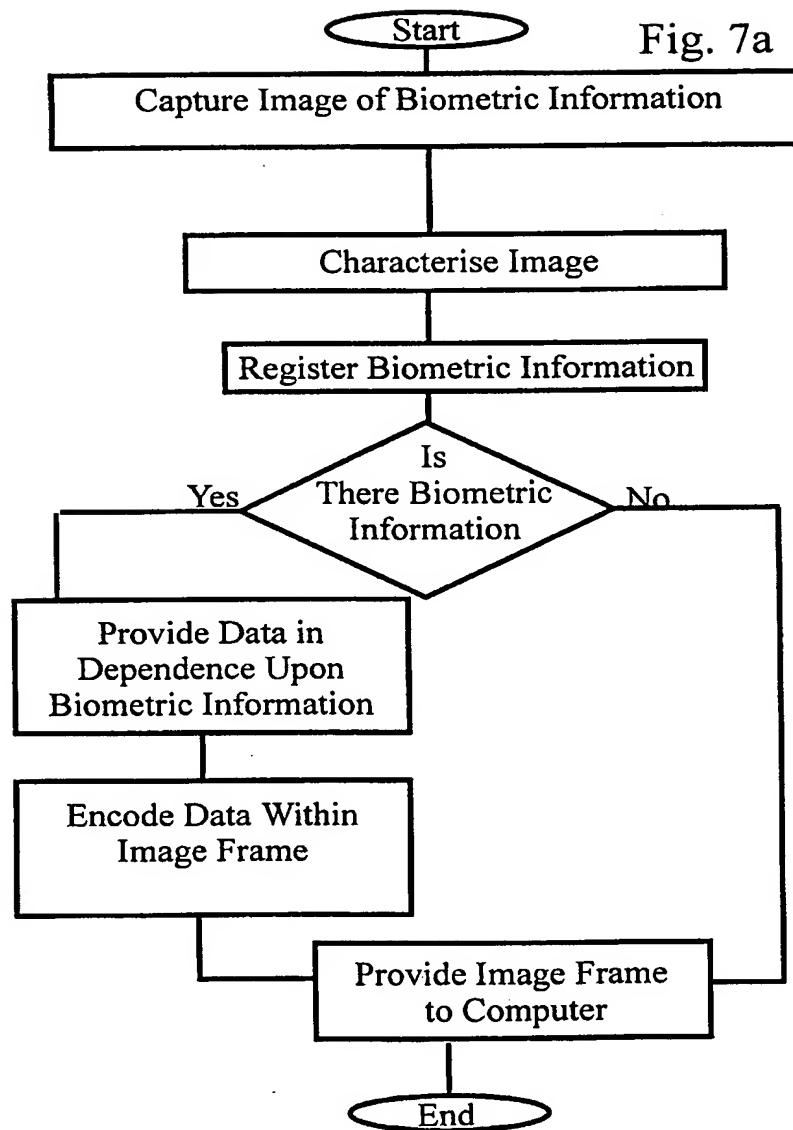 Start
Fig. 7a
Capture Image of Biometric Information
Characterise Image
Register Biometric Information
Is
There Biometric
Information
Yes
No
Provide Data in
Dependence Upon
Biometric Information
Encode Data Within
Image Frame
Provide Image Frame
to Computer
End